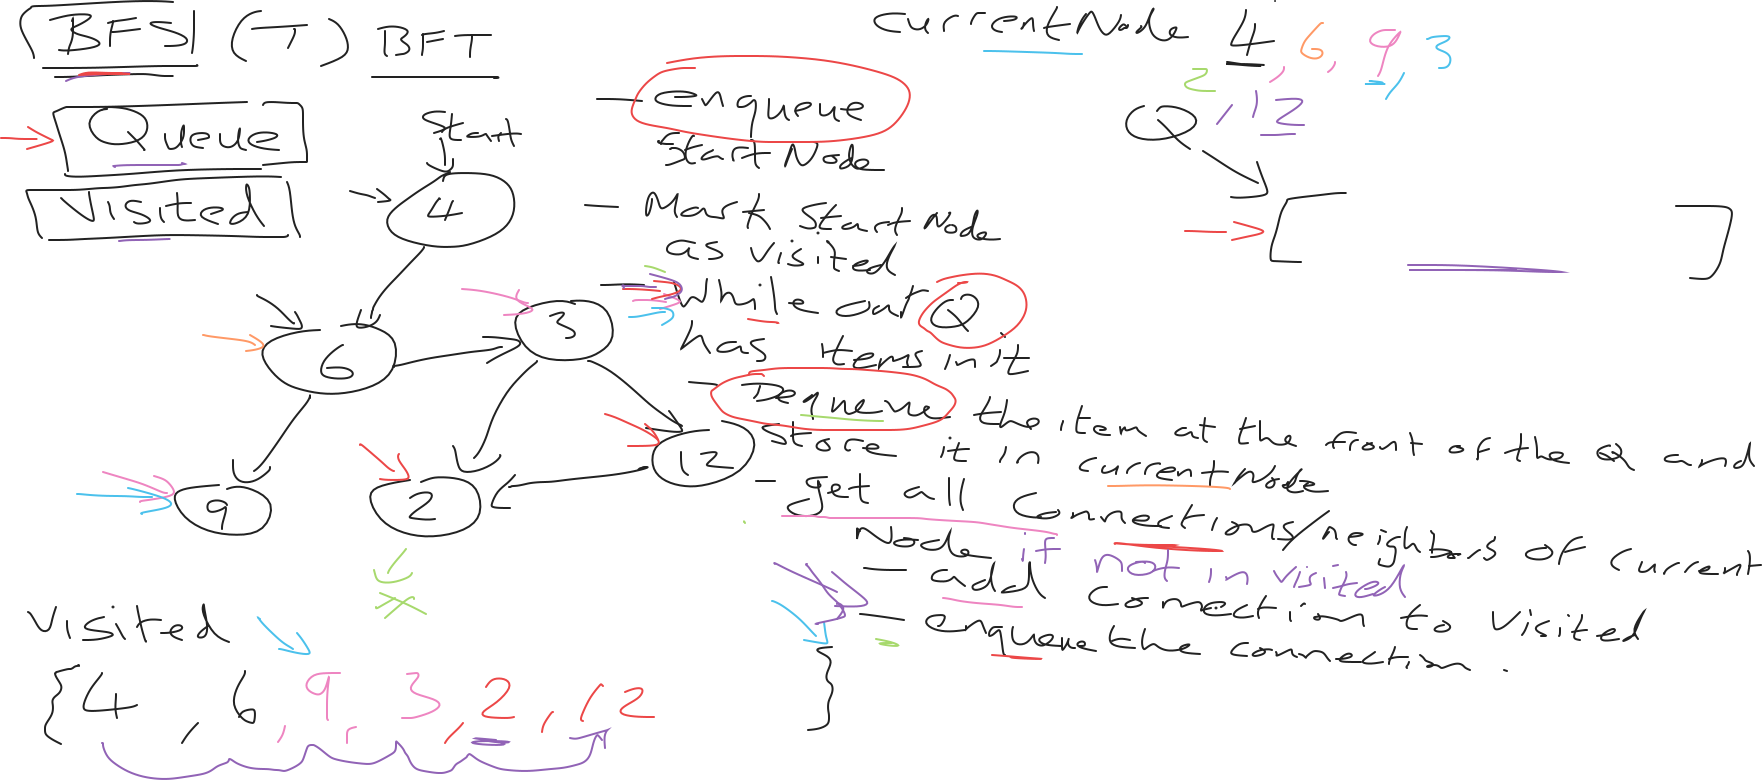 BFS (T) BFT
Queue
Visited
Start
4
6
3
9
2
12
- enqueue
Start Node
- Mark Start Node
as visited
- While our Q
has items in it
- Dequeue the item at the front of the Q and
store it in currentNode
- get all connections/neighbors of current
Node if not in visited
- add connection to visited
- enqueue the connection.
currentNode 4, 6, 9, 3
2, 12
Q
[ ]
Visited
{4, 6, 9, 3, 2, 12 }